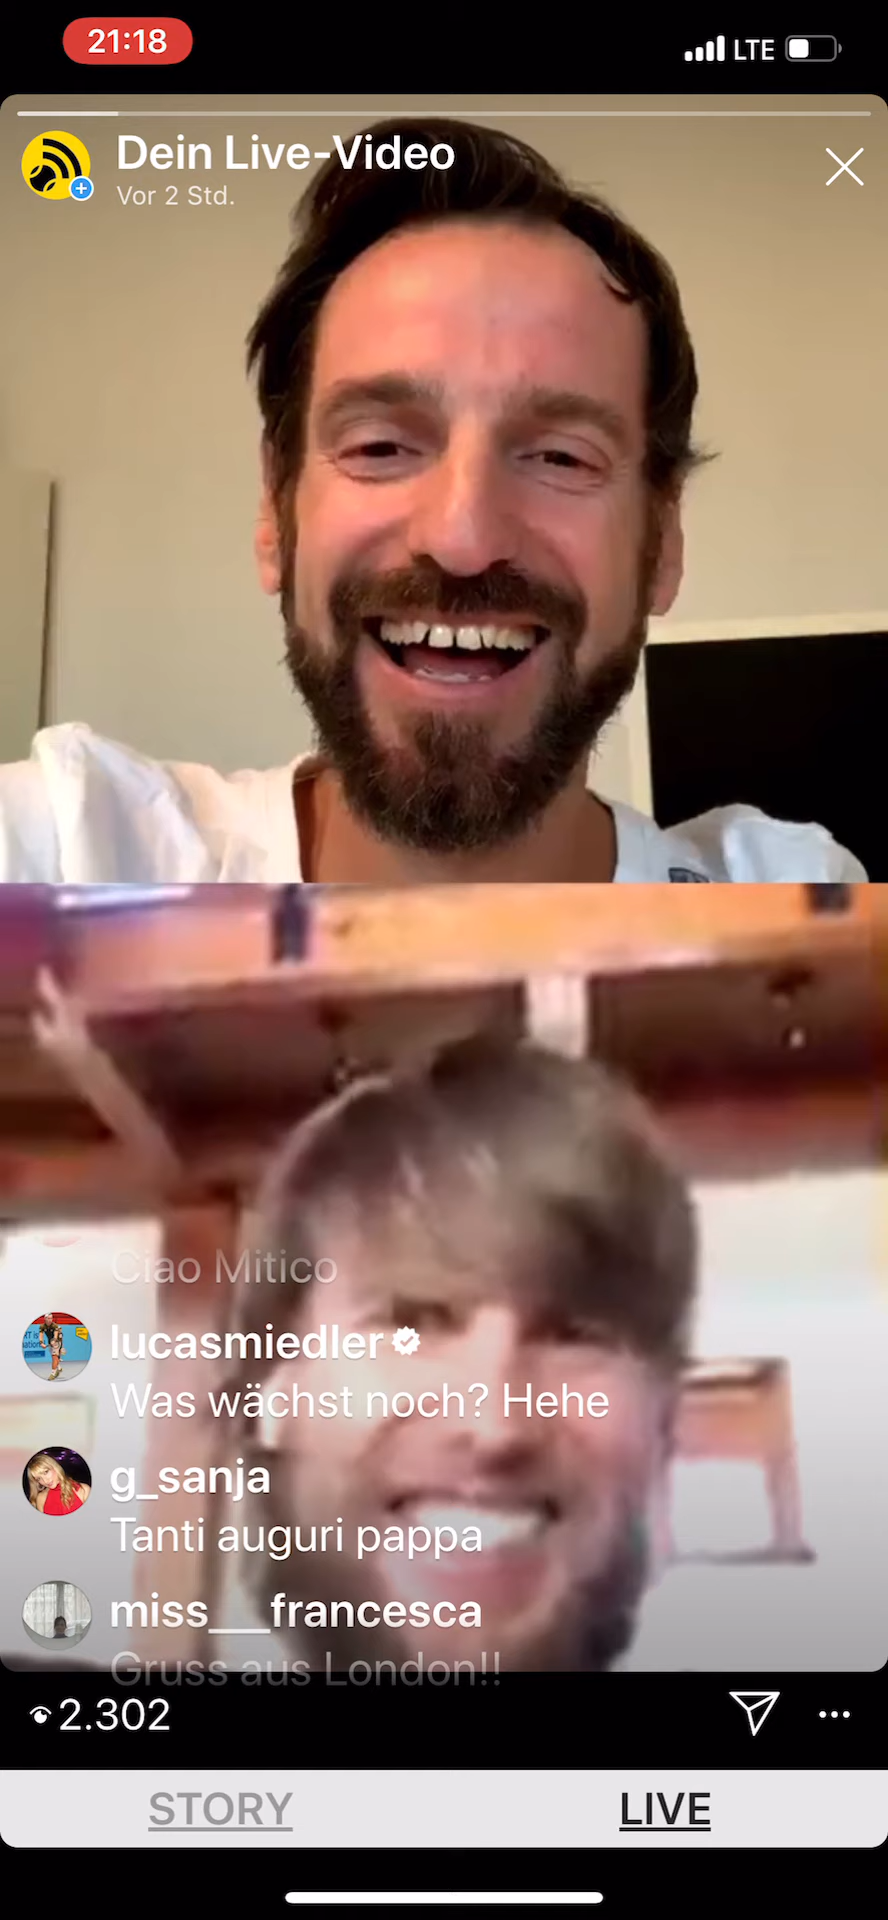 21:18
LTE
Dein Live-Video
Vor 2 Std.
Ciao Mitico
lucasmiedler
Was wächst noch? Hehe
g_sanja
Tanti auguri pappa
miss___francesca
Gruss aus London!!
2.302
STORY
LIVE